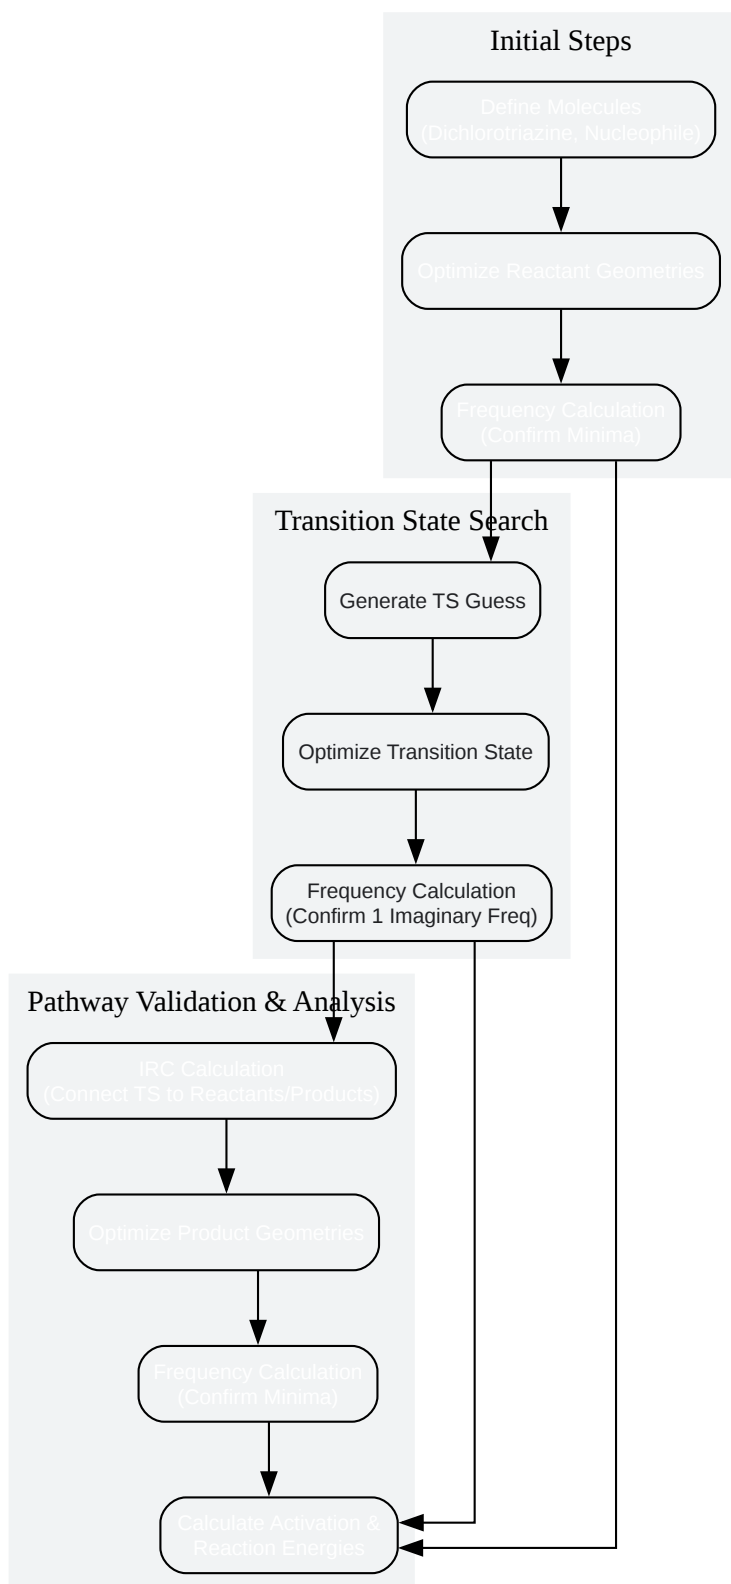 Initial Steps
Define Molecules
(Dichlorotriazine, Nucleophile)
Optimize Reactant Geometries
Frequency Calculation
(Confirm Minima)
Transition State Search
Generate TS Guess
Optimize Transition State
Frequency Calculation
(Confirm 1 Imaginary Freq)
Pathway Validation & Analysis
IRC Calculation
(Connect TS to Reactants/Products)
Optimize Product Geometries
Frequency Calculation
(Confirm Minima)
Calculate Activation &
Reaction Energies